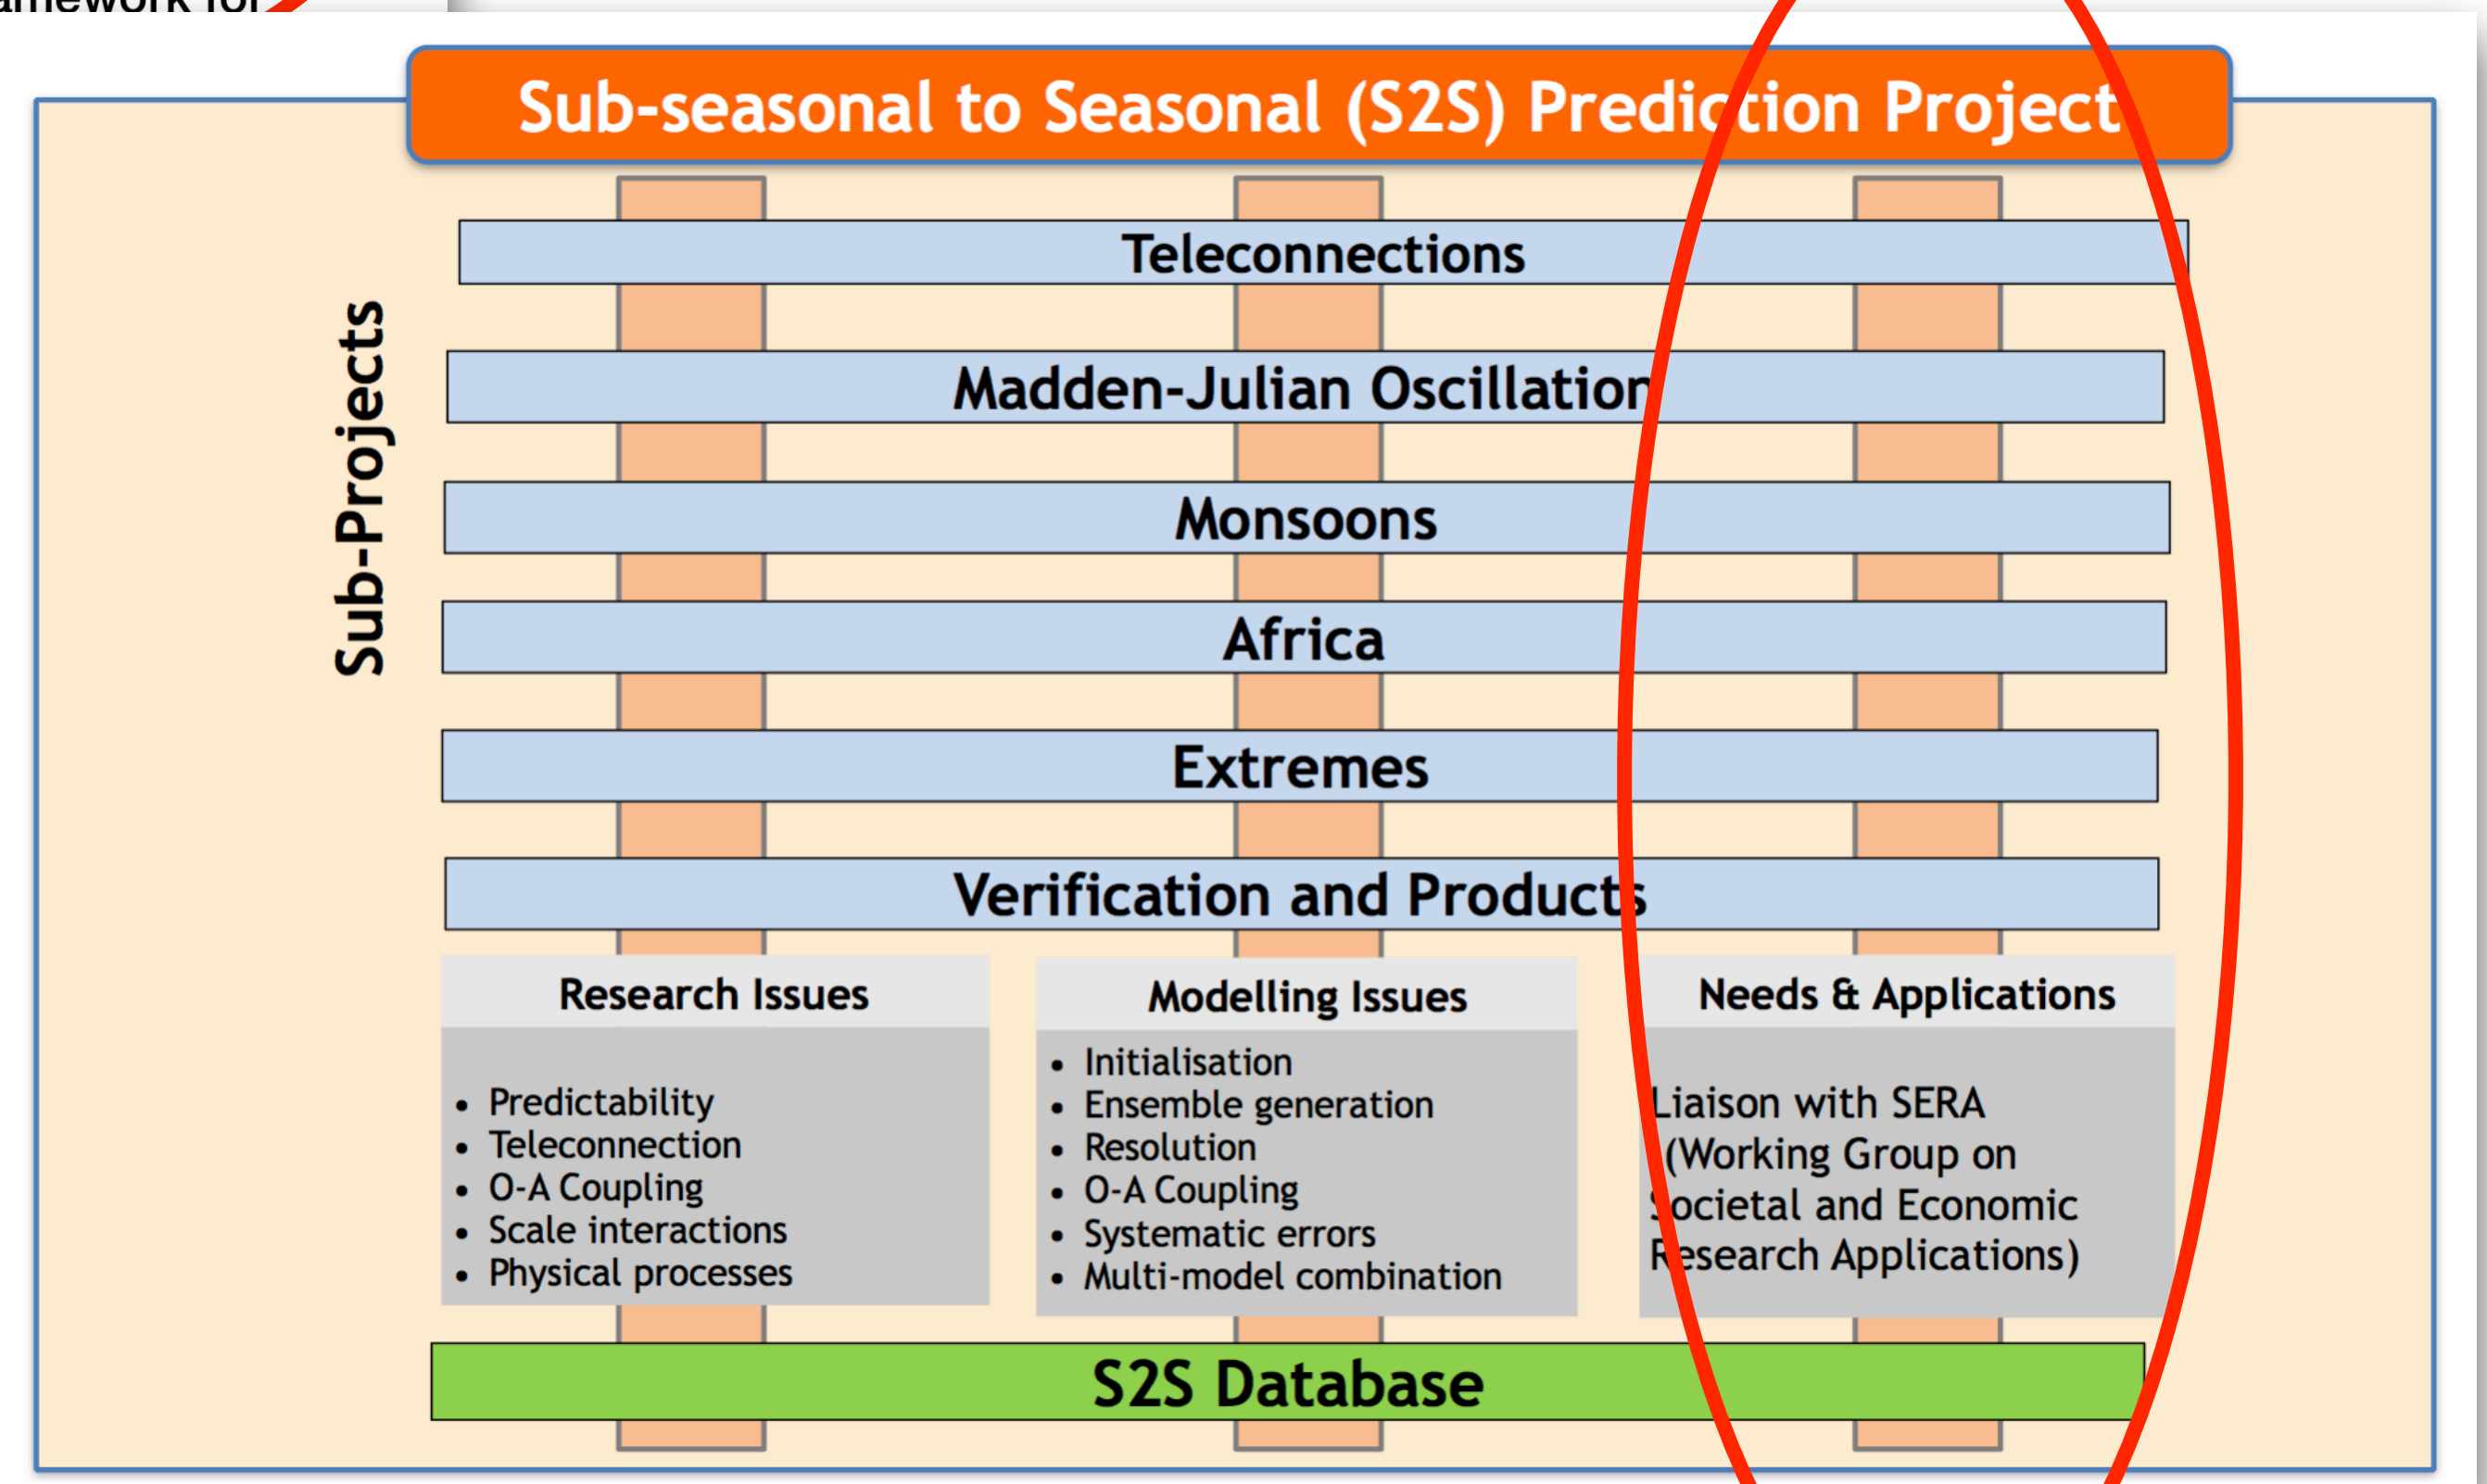 framework for
Sub-seasonal to Seasonal (S2S) Prediction Project
Sub-Projects
Teleconnections
Madden-Julian Oscillation
Monsoons
Africa
Extremes
Verification and Products
Research Issues
• Predictability
• Teleconnection
• O-A Coupling
• Scale interactions
• Physical processes
Modelling Issues
• Initialisation
• Ensemble generation
• Resolution
• O-A Coupling
• Systematic errors
• Multi-model combination
Needs & Applications
Liaison with SERA
(Working Group on
Societal and Economic
Research Applications)
S2S Database